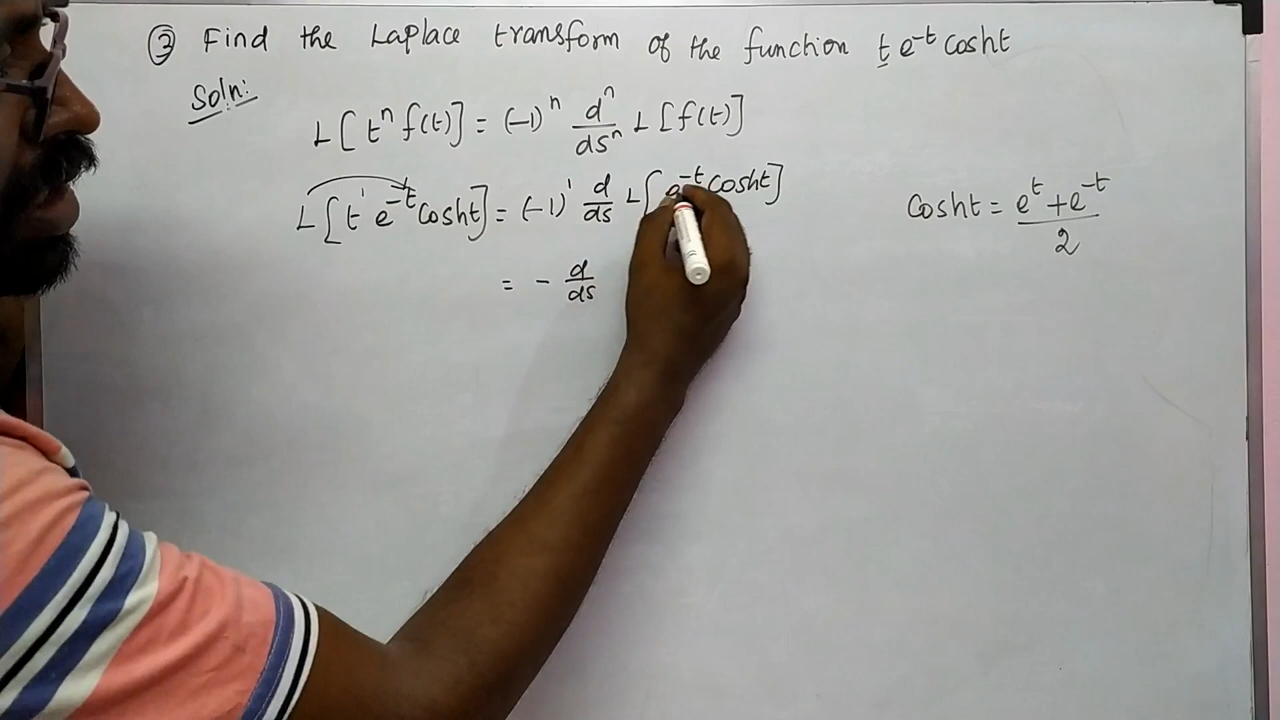 ③ Find the Laplace transform of the function t e^-t cosht
Soln:
L[t^n f(t)] = (-1)^n d^n/ds^n L[f(t)]
L[t^1 e^-t cosht] = (-1)^1 d/ds L[e^-t cosht]
cosht = e^t + e^-t / 2
= - d/ds